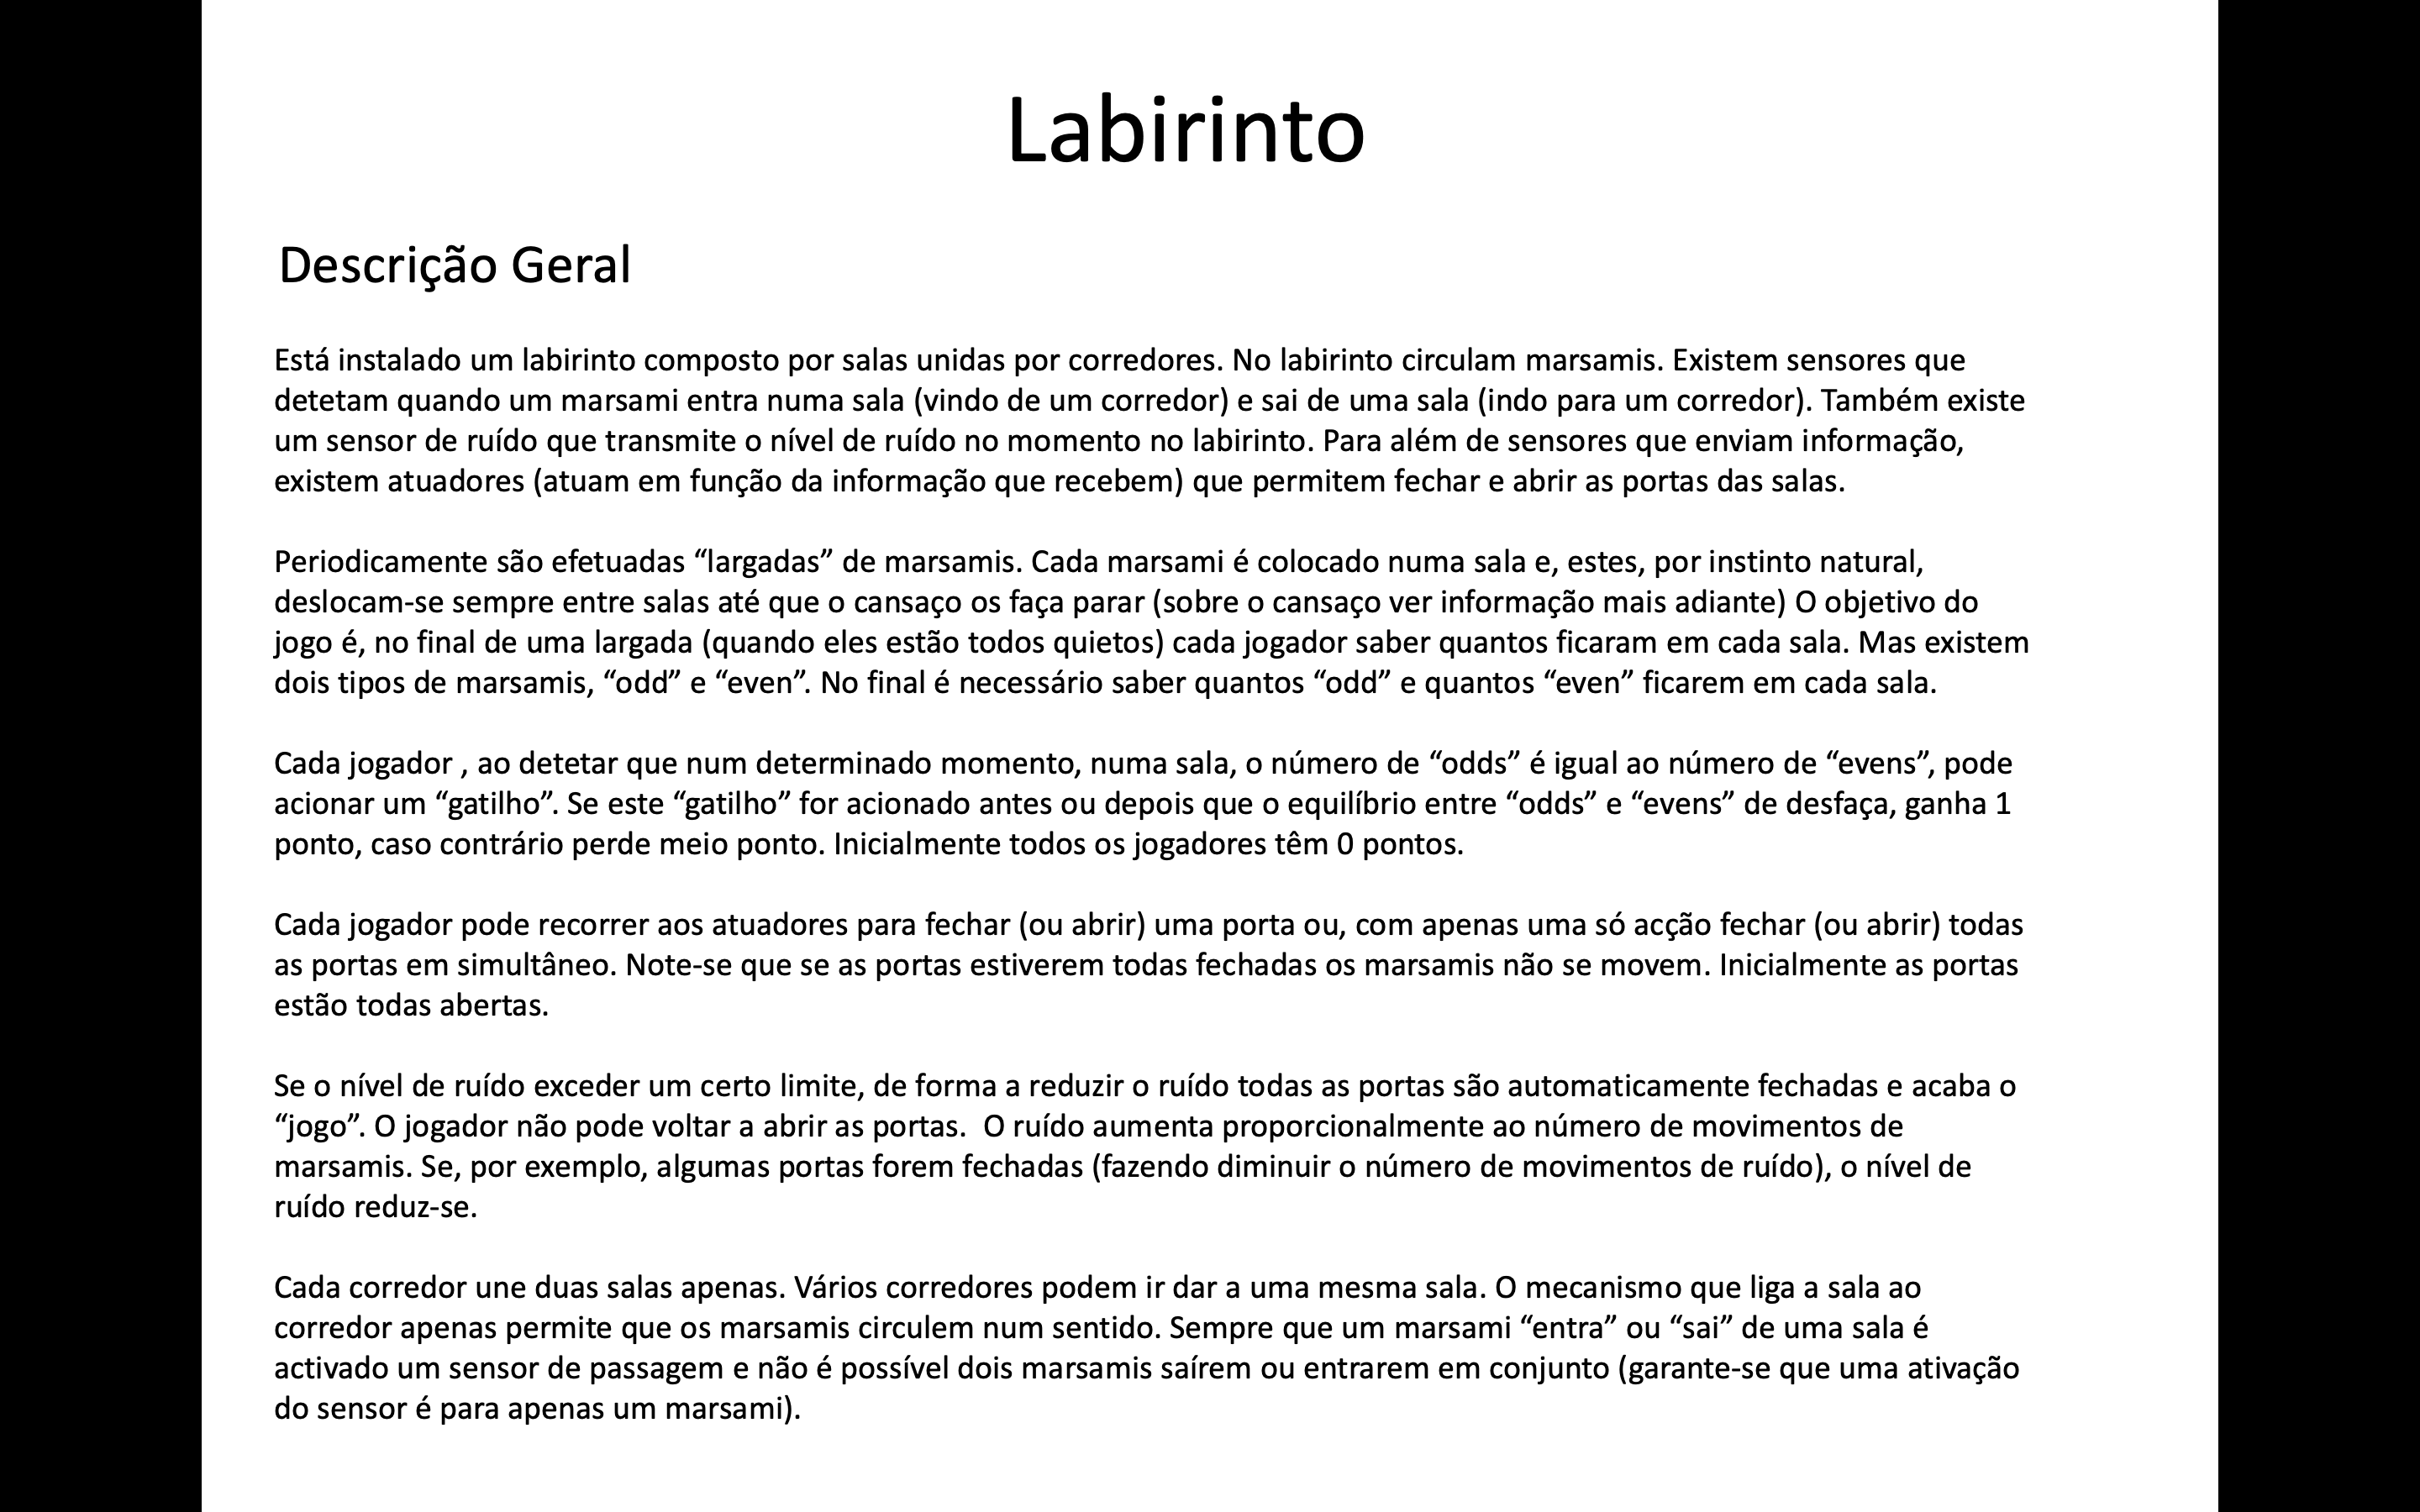 Labirinto
Descrição Geral
Está instalado um labirinto composto por salas unidas por corredores. No labirinto circulam marsamis. Existem sensores que
detetam quando um marsami entra numa sala (vindo de um corredor) e sai de uma sala (indo para um corredor). Também existe
um sensor de ruído que transmite o nível de ruído no momento no labirinto. Para além de sensores que enviam informação,
existem atuadores (atuam em função da informação que recebem) que permitem fechar e abrir as portas das salas.
Periodicamente são efetuadas “largadas” de marsamis. Cada marsami é colocado numa sala e, estes, por instinto natural,
deslocam-se sempre entre salas até que o cansaço os faça parar (sobre o cansaço ver informação mais adiante) O objetivo do
jogo é, no final de uma largada (quando eles estão todos quietos) cada jogador saber quantos ficaram em cada sala. Mas existem
dois tipos de marsamis, “odd” e “even”. No final é necessário saber quantos “odd” e quantos “even” ficarem em cada sala.
Cada jogador , ao detetar que num determinado momento, numa sala, o número de “odds” é igual ao número de “evens”, pode
acionar um “gatilho”. Se este “gatilho” for acionado antes ou depois que o equilíbrio entre “odds” e “evens” de desfaça, ganha 1
ponto, caso contrário perde meio ponto. Inicialmente todos os jogadores têm 0 pontos.
Cada jogador pode recorrer aos atuadores para fechar (ou abrir) uma porta ou, com apenas uma só acção fechar (ou abrir) todas
as portas em simultâneo. Note-se que se as portas estiverem todas fechadas os marsamis não se movem. Inicialmente as portas
estão todas abertas.
Se o nível de ruído exceder um certo limite, de forma a reduzir o ruído todas as portas são automaticamente fechadas e acaba o
“jogo”. O jogador não pode voltar a abrir as portas.  O ruído aumenta proporcionalmente ao número de movimentos de
marsamis. Se, por exemplo, algumas portas forem fechadas (fazendo diminuir o número de movimentos de ruído), o nível de
ruído reduz-se.
Cada corredor une duas salas apenas. Vários corredores podem ir dar a uma mesma sala. O mecanismo que liga a sala ao
corredor apenas permite que os marsamis circulem num sentido. Sempre que um marsami “entra” ou “sai” de uma sala é
activado um sensor de passagem e não é possível dois marsamis saírem ou entrarem em conjunto (garante-se que uma ativação
do sensor é para apenas um marsami).